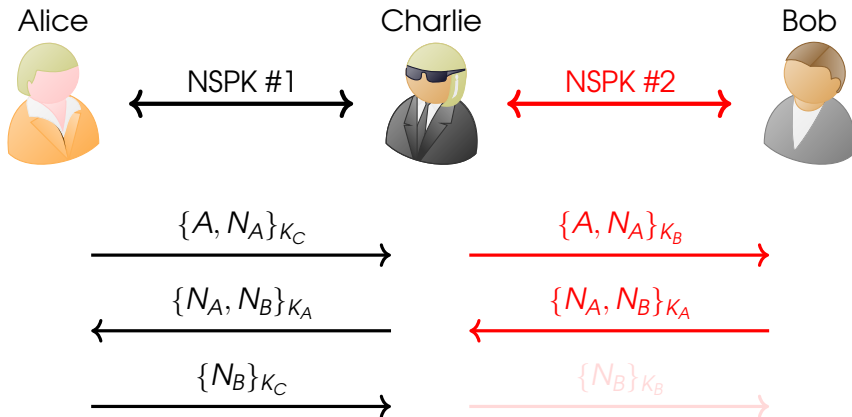 Alice Charlie Bob
NSPK #1 NSPK #2
{A, N_A}_{K_C} {A, N_A}_{K_B}
{N_A, N_B}_{K_A} {N_A, N_B}_{K_A}
{N_B}_{K_C} {N_B}_{K_B}